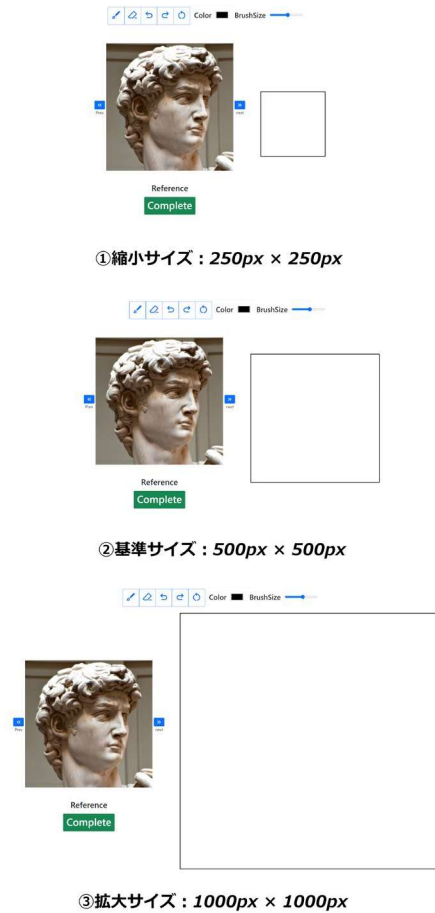 Color BrushSize
Prev next
Reference
Complete
①縮小サイズ：250px × 250px
Color BrushSize
Prev next
Reference
Complete
②基準サイズ：500px × 500px
Color BrushSize
Prev next
Reference
Complete
③拡大サイズ：1000px × 1000px